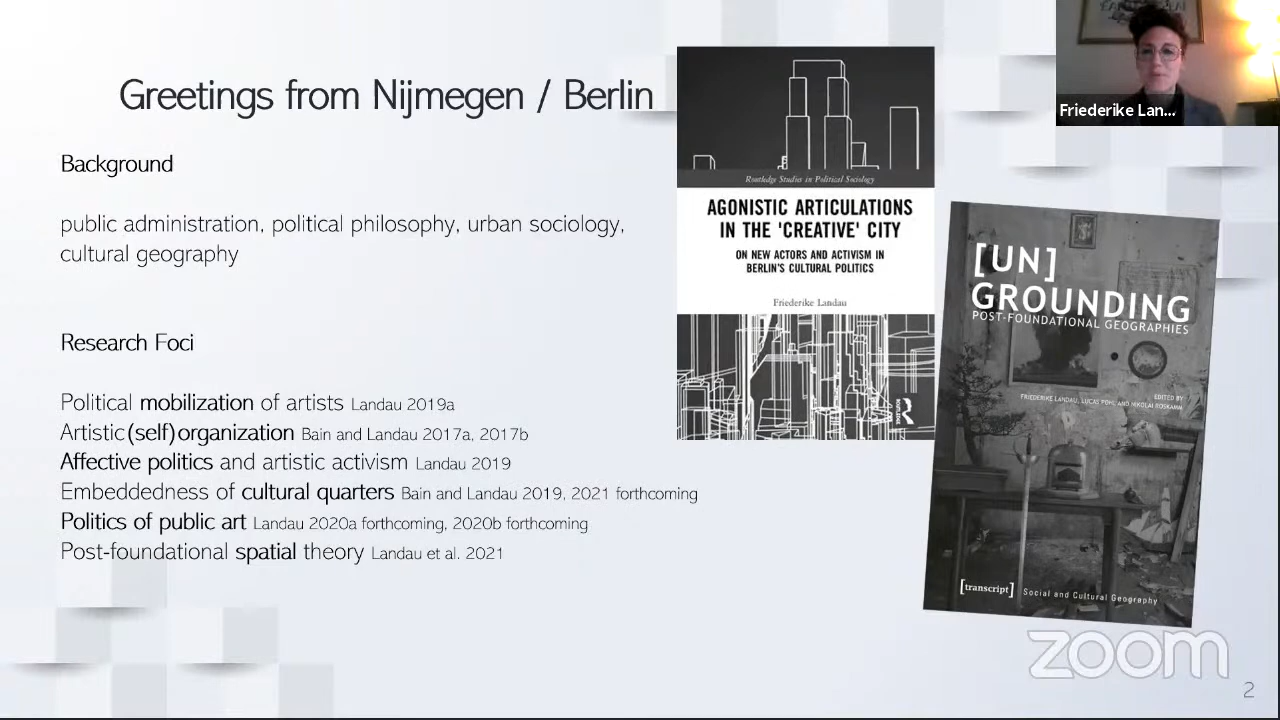 Greetings from Nijmegen / Berlin
Background
public administration, political philosophy, urban sociology,
cultural geography
Research Foci
Political mobilization of artists Landau 2019a
Artistic (self)organization Bain and Landau 2017a, 2017b
Affective politics and artistic activism Landau 2019
Embeddedness of cultural quarters Bain and Landau 2019, 2021 forthcoming
Politics of public art Landau 2020a forthcoming, 2020b forthcoming
Post-foundational spatial theory Landau et al. 2021
Routledge Studies in Political Sociology
AGONISTIC ARTICULATIONS
IN THE 'CREATIVE' CITY
ON NEW ACTORS AND ACTIVISM IN
BERLIN'S CULTURAL POLITICS
Friederike Landau
R
[UN]
GROUNDING
POST-FOUNDATIONAL GEOGRAPHIES
EDITED BY
FRIEDERIKE LANDAU, LUCAS POHL AND NIKOLAI ROSKAMM
[transcript] Social and Cultural Geography
Friederike Lan...
zoom
2